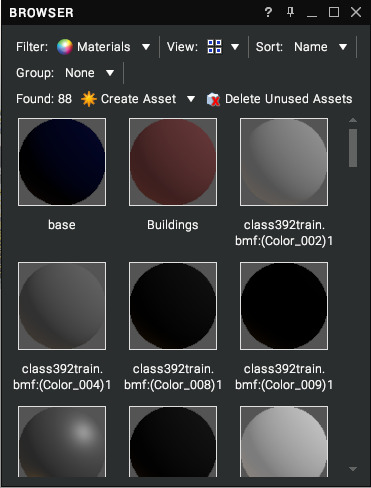 BROWSER
Filter: Materials View: Sort: Name
Group: None
Found: 88 Create Asset Delete Unused Assets
base Buildings class392train.
bmf:(Color_002)1
class392train. class392train. class392train.
bmf:(Color_004)1 bmf:(Color_008)1 bmf:(Color_009)1